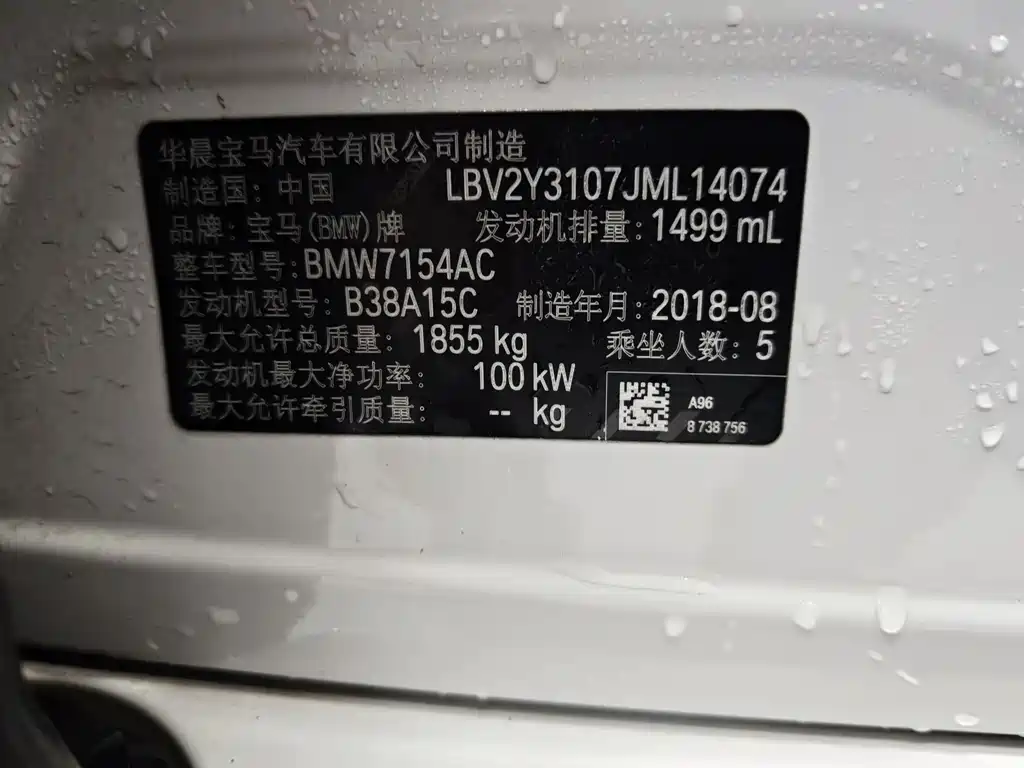 华晨宝马汽车有限公司制造
制造国: 中国 LBV2Y3107JML14074
品牌: 宝马(BMW)牌 发动机排量: 1499 mL
整车型号: BMW7154AC
发动机型号: B38A15C 制造年月: 2018-08
最大允许总质量: 1855 kg 乘坐人数: 5
发动机最大净功率: 100 kW
最大允许牵引质量: -- kg
A96
8 738 756